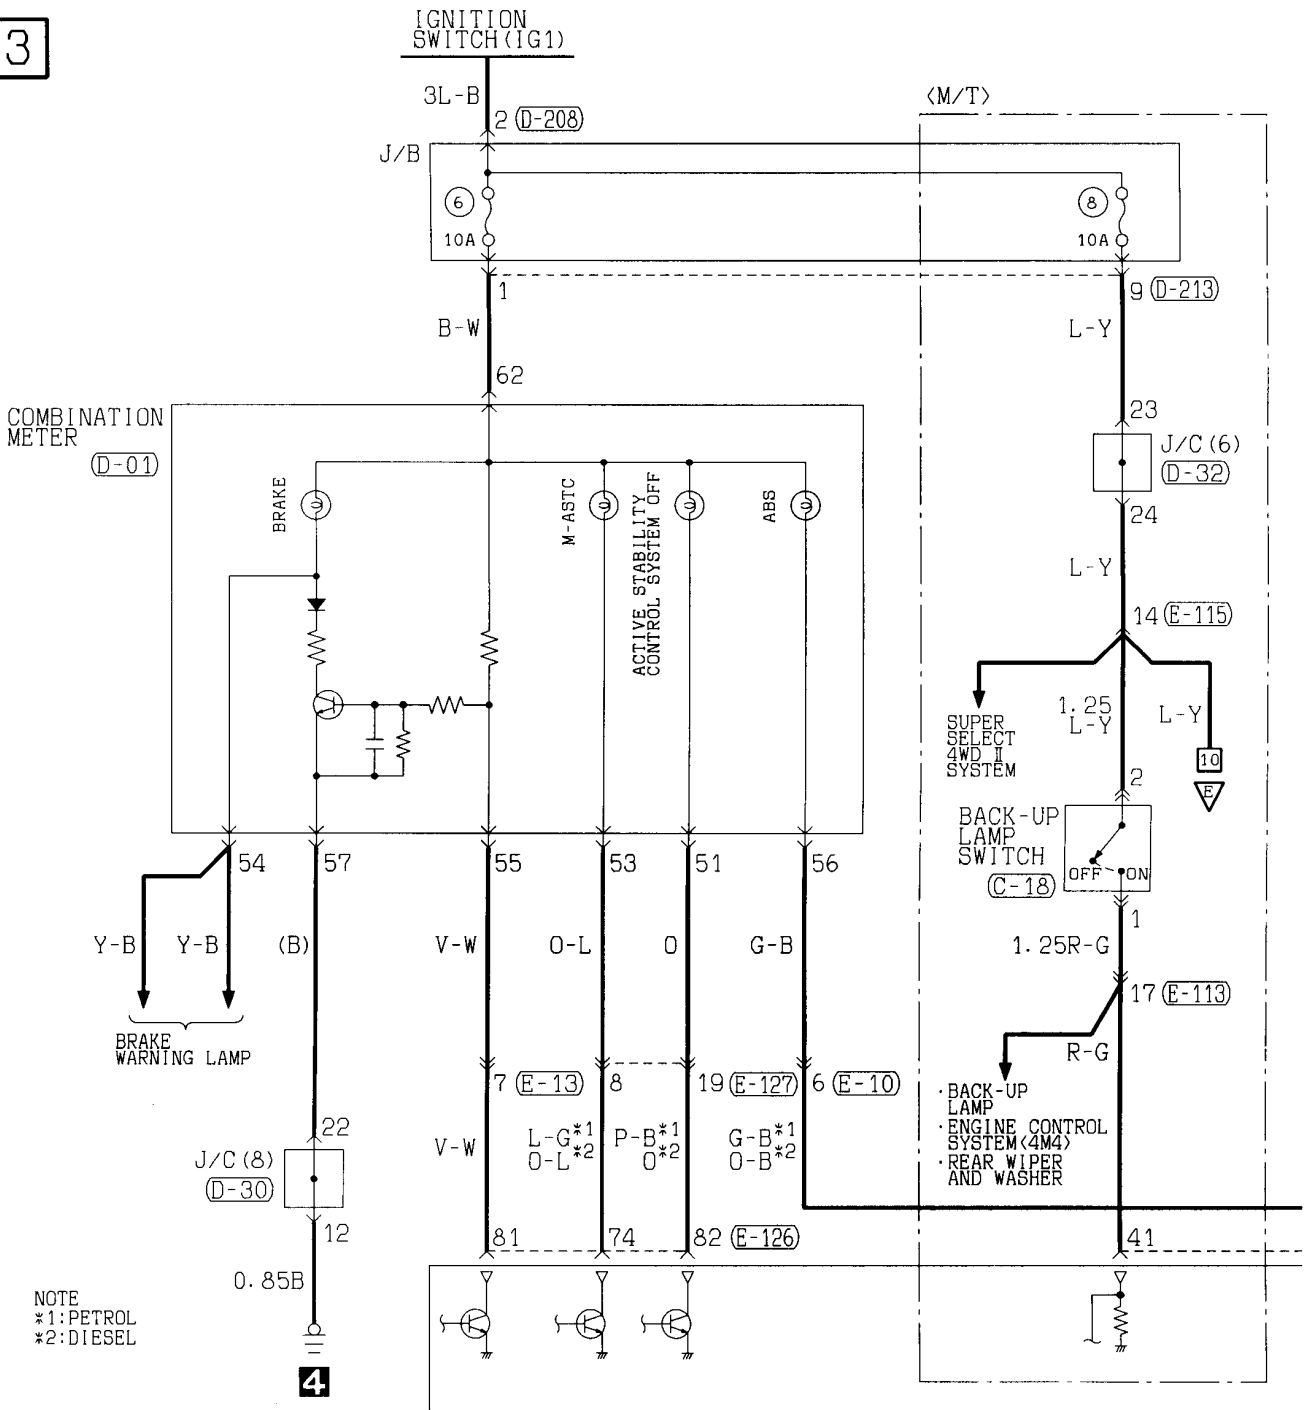 3
IGNITION
SWITCH(IG1)
3L-B
2 (D-208)
<M/T>
J/B
6
10A
8
10A
1
9 (D-213)
B-W
L-Y
62
23
COMBINATION
METER
(D-01)
J/C(6)
(D-32)
BRAKE
M-ASTC
ACTIVE STABILITY
CONTROL SYSTEM OFF
ABS
24
L-Y
14 (E-115)
1.25
L-Y
L-Y
SUPER
SELECT
4WD II
SYSTEM
10
E
2
BACK-UP
LAMP
SWITCH
(C-18)
OFF ON
54 57 55 53 51 56
1
Y-B Y-B (B) V-W O-L O G-B
1.25R-G
17 (E-113)
BRAKE
WARNING LAMP
R-G
7 (E-13) 8 19 (E-127) 6 (E-10)
·BACK-UP
LAMP
·ENGINE CONTROL
SYSTEM<4M4>
·REAR WIPER
AND WASHER
22
V-W
L-G*1
O-L*2
P-B*1
O*2
G-B*1
O-B*2
J/C(8)
(D-30)
12
81 74 82 (E-126) 41
0.85B
NOTE
*1:PETROL
*2:DIESEL
4